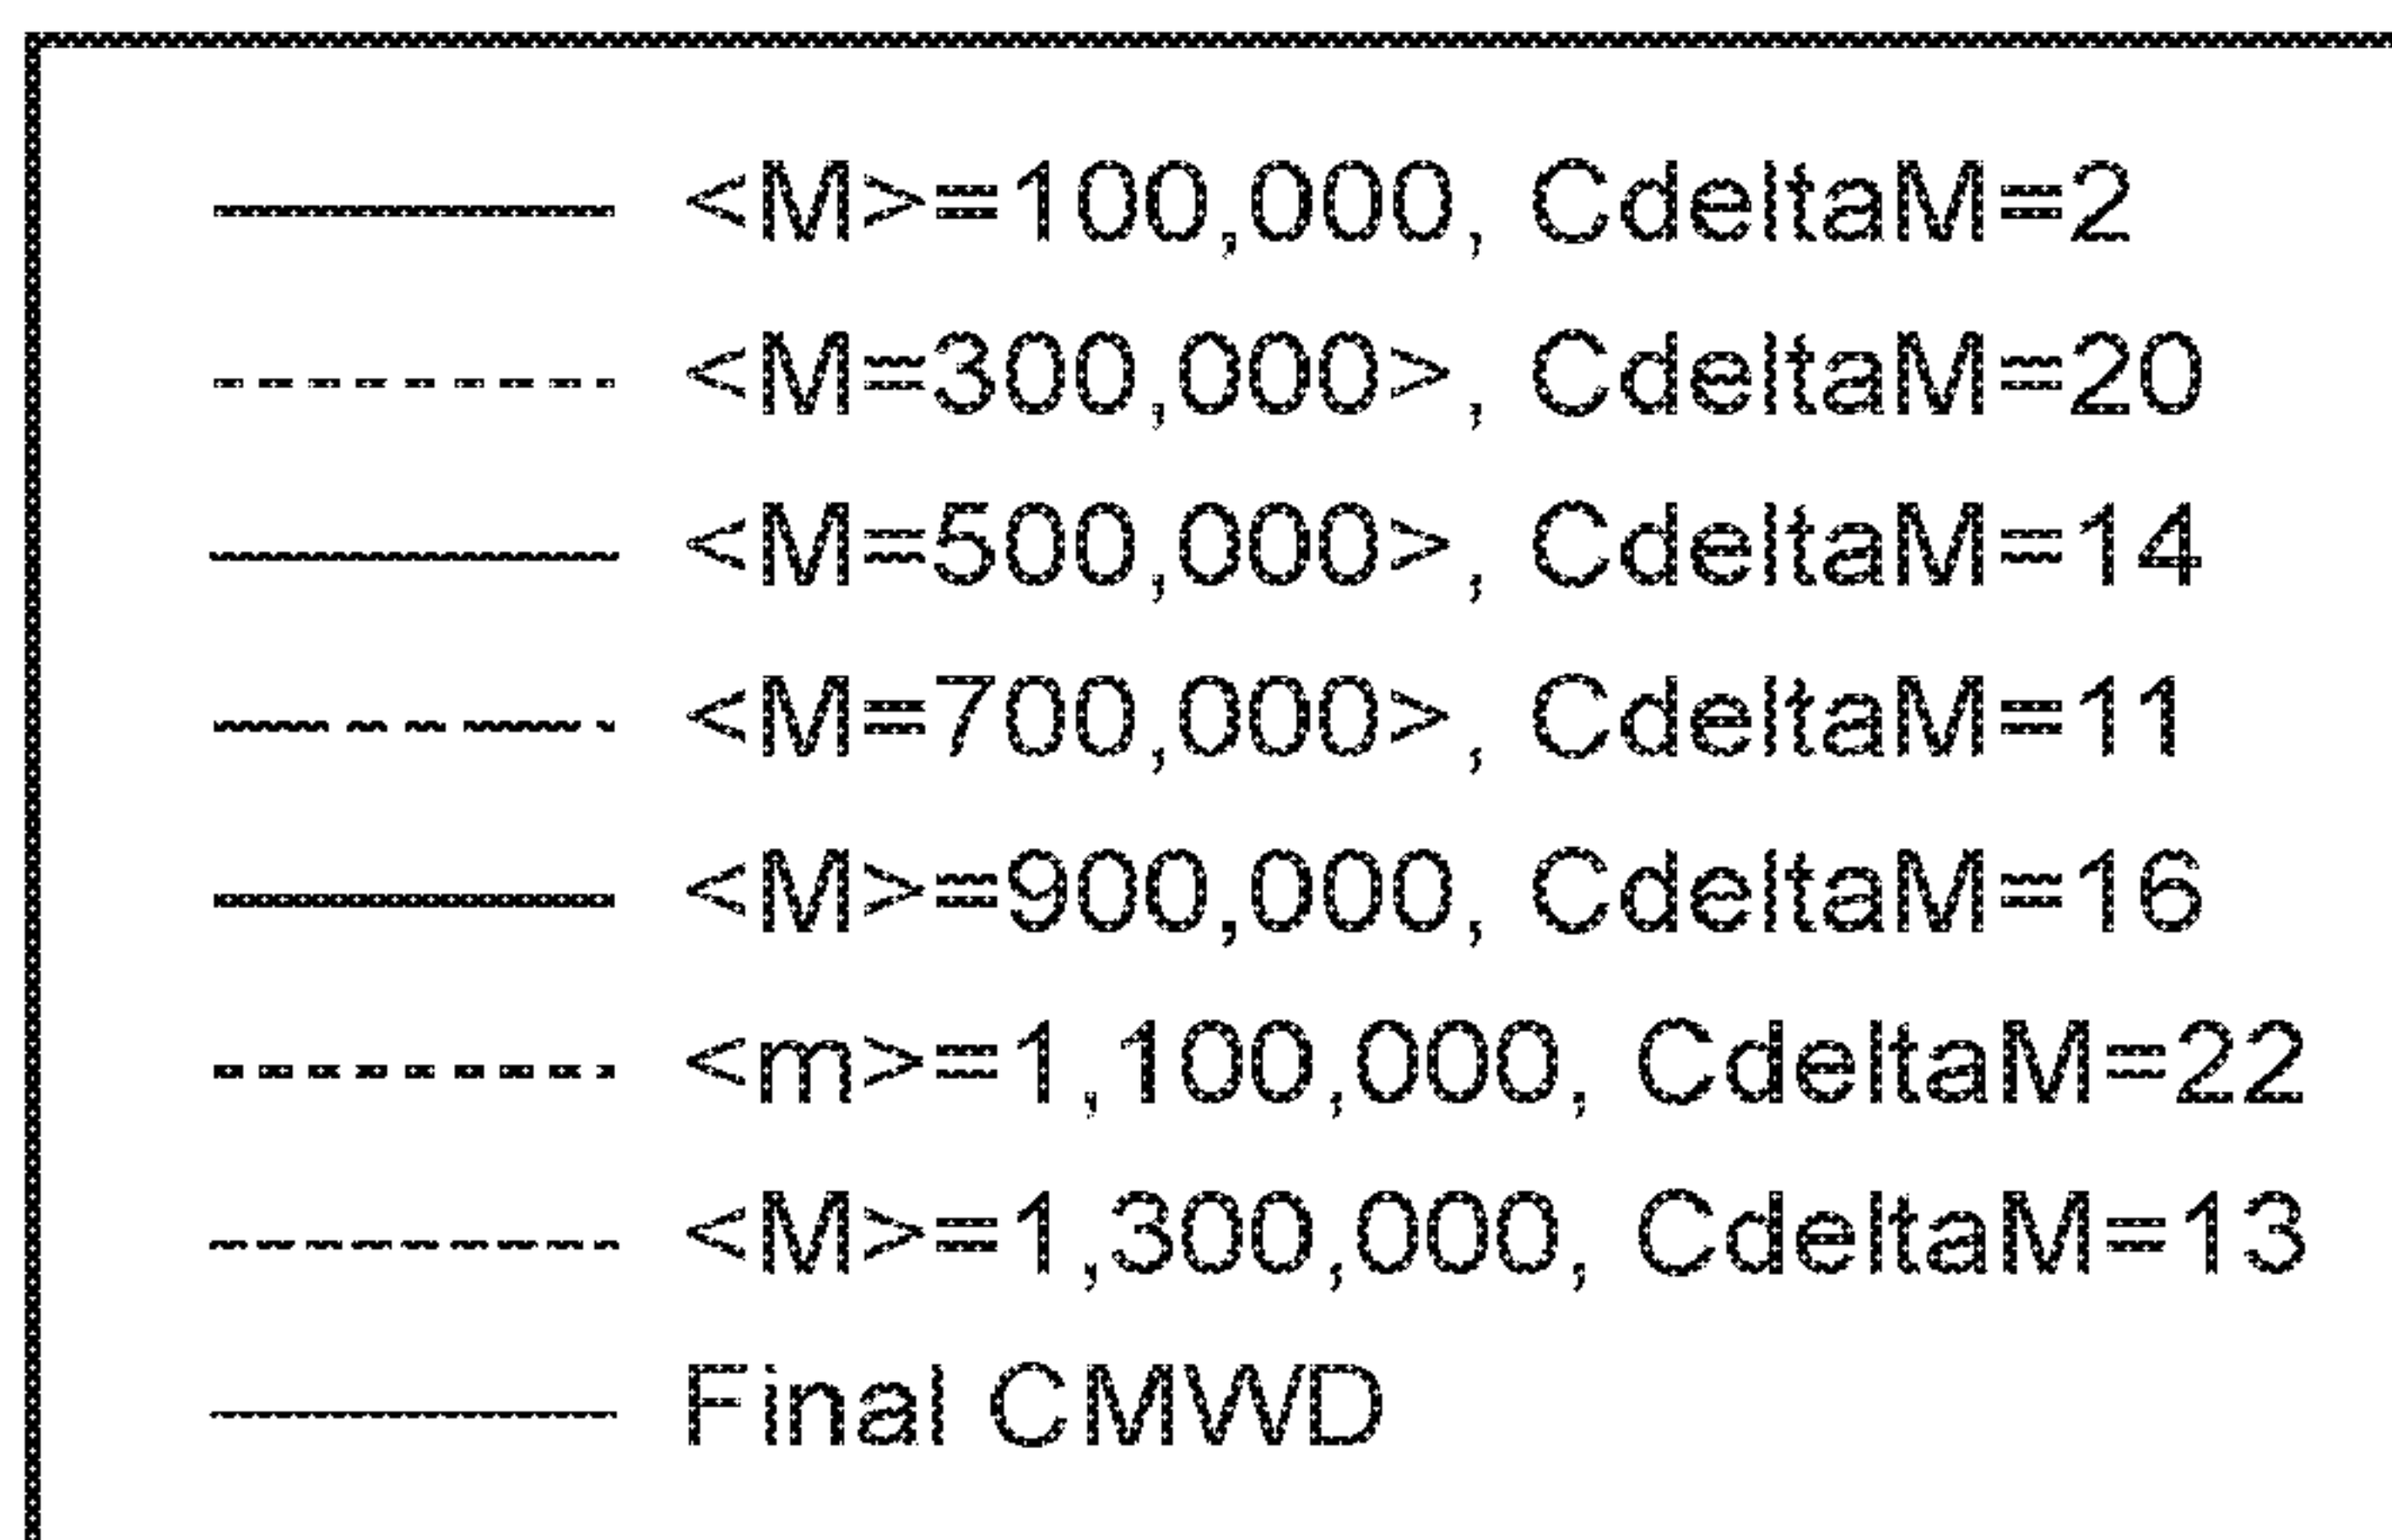 <M>=100,000, CdeltaM=2
<M=300,000>, CdeltaM=20
<M=500,000>, CdeltaM=14
<M=700,000>, CdeltaM=11
<M>=900,000, CdeltaM=16
<m>=1,100,000, CdeltaM=22
<M>=1,300,000, CdeltaM=13
Final CMWD